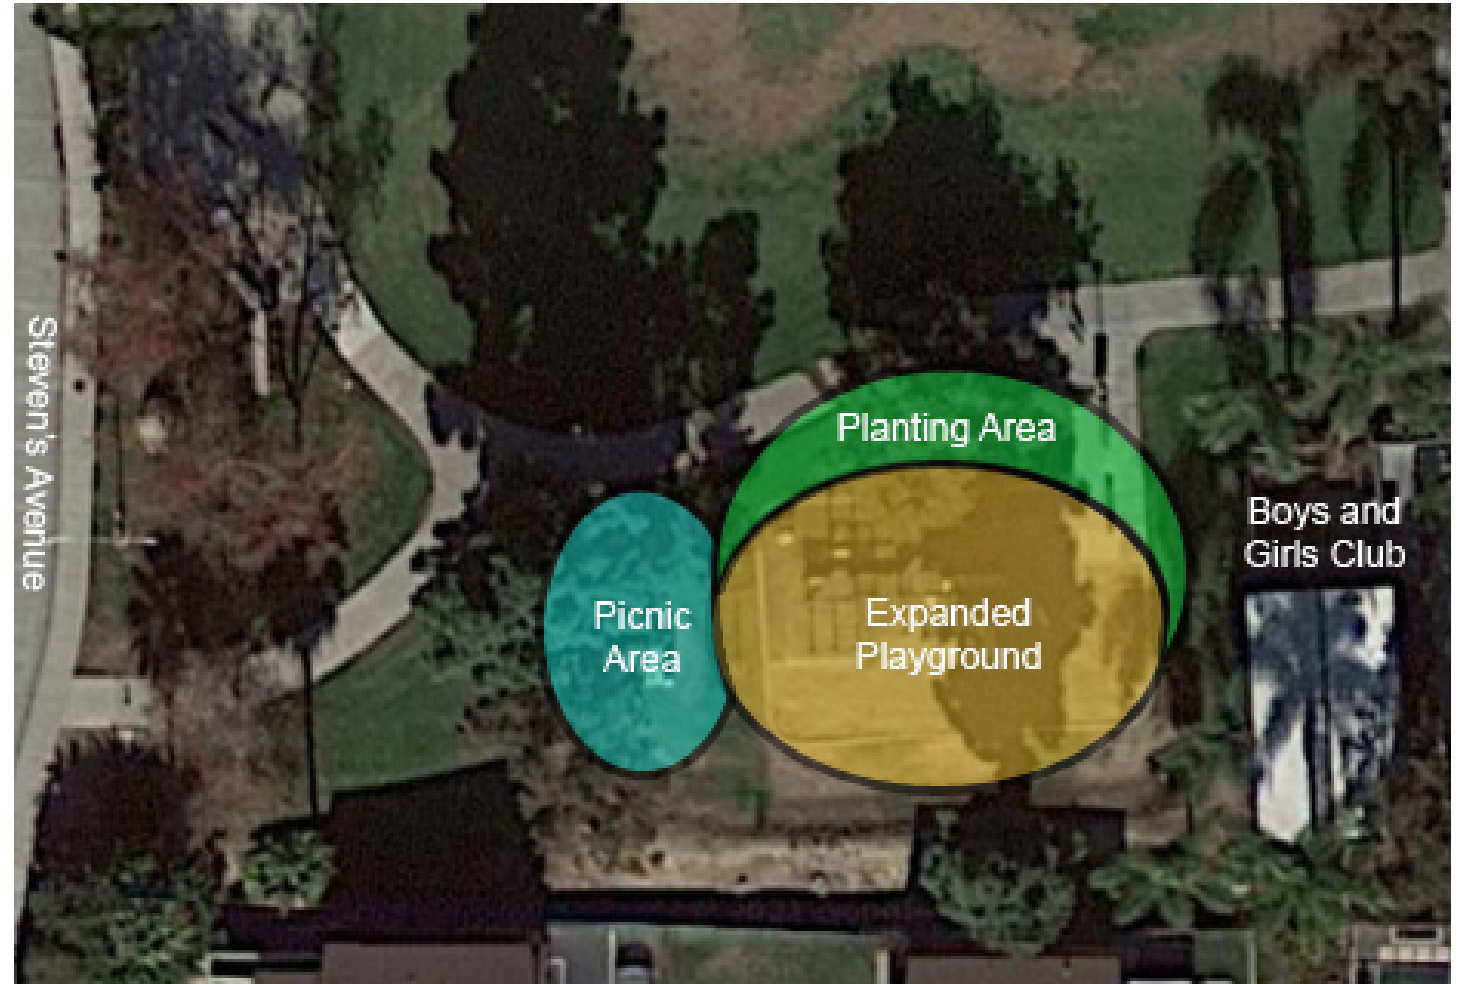 Steven's Avenue
Planting Area
Boys and
Girls Club
Picnic
Area
Expanded
Playground